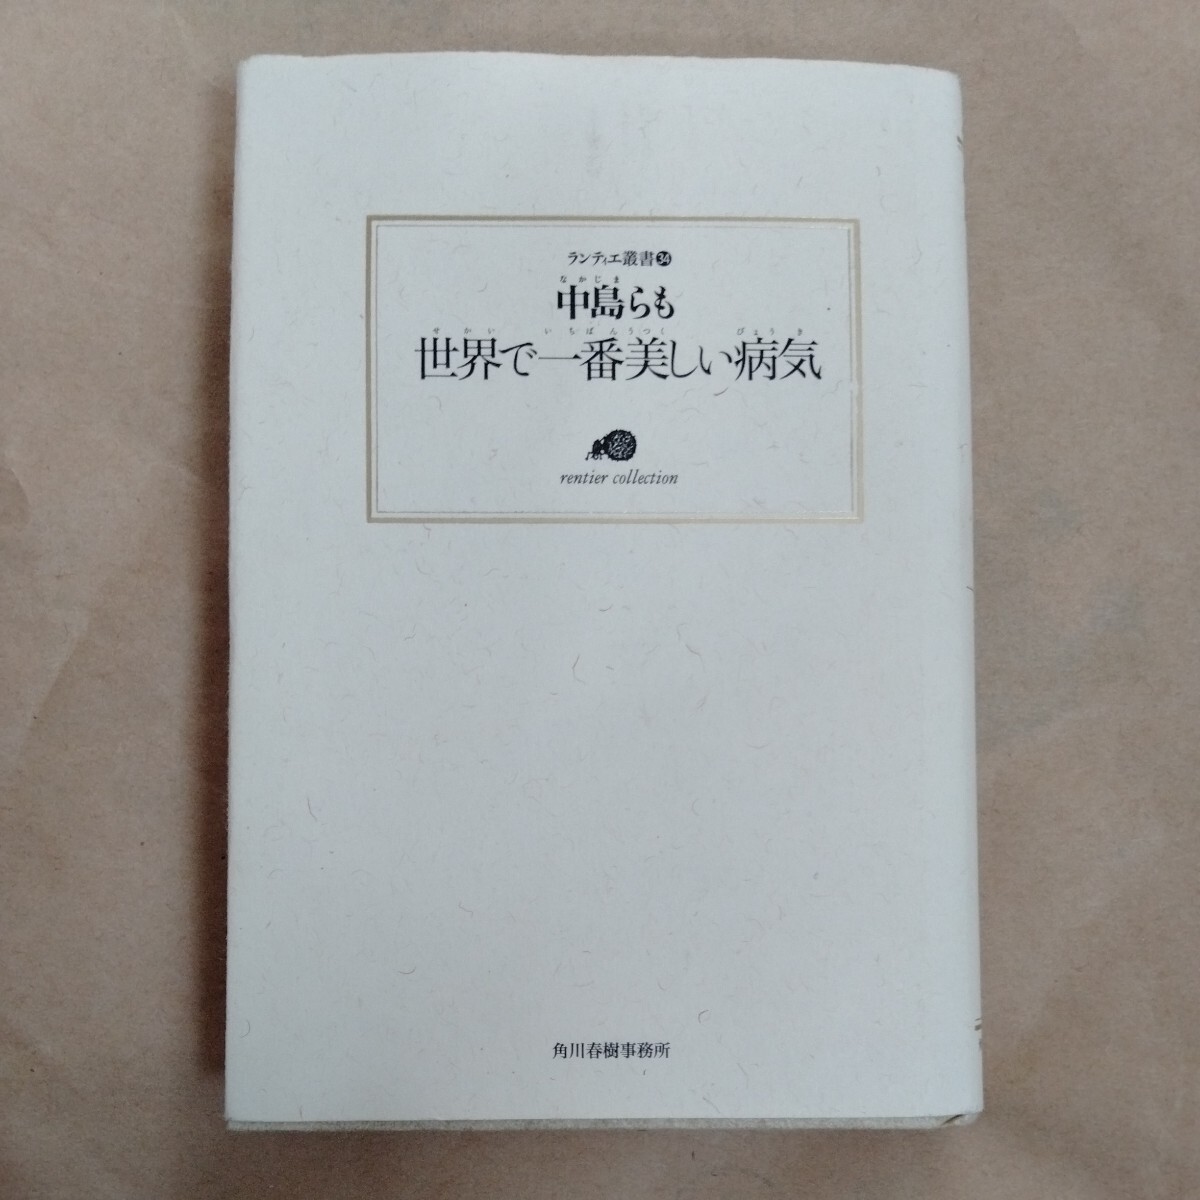 ランティエ叢書34
なかじま
中島らも
せかい いちばんうつく びょうき
世界で一番美しい病気
rentier collection
角川春樹事務所